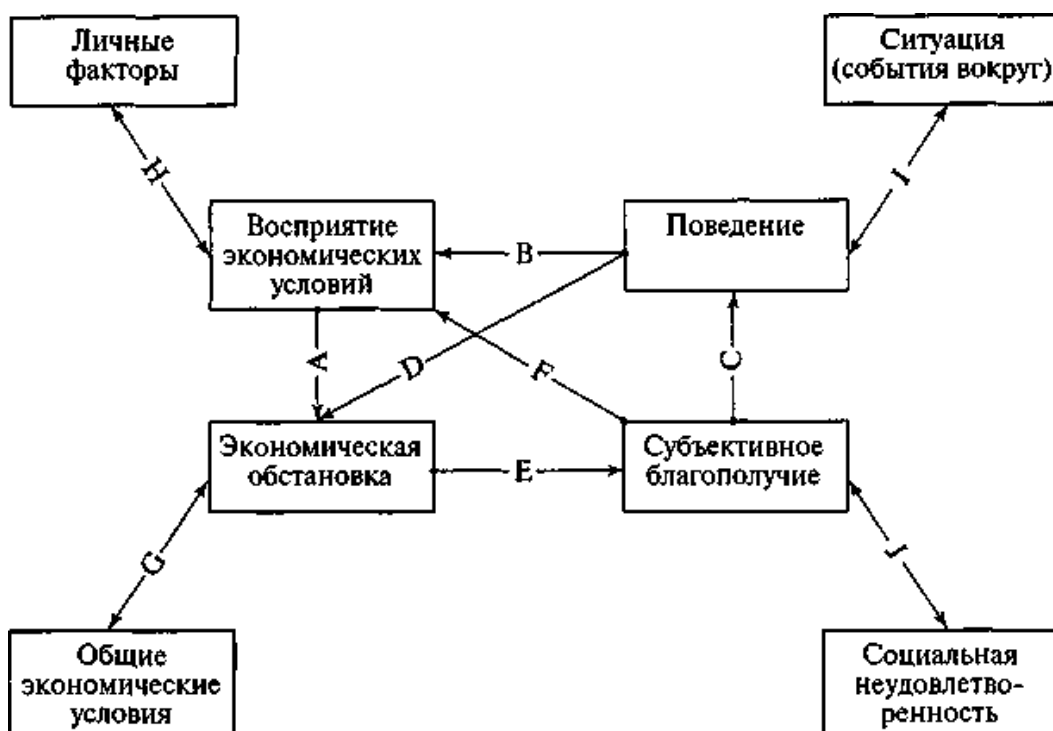 Личные
факторы
Ситуация
(события вокруг)
H
I
Восприятие
экономических
условий
B
Поведение
A
D
F
C
Экономическая
обстановка
E
Субъективное
благополучие
G
J
Общие
экономические
условия
Социальная
неудовлетво-
ренность